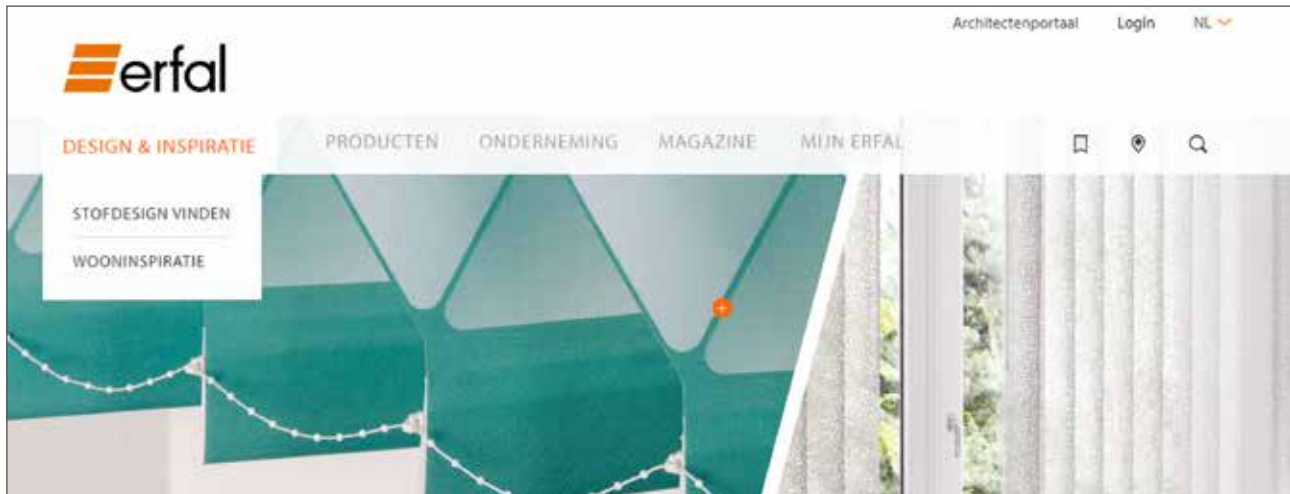 Architectenportaal Login NL
erfal
DESIGN & INSPIRATIE PRODUCTEN ONDERNEMING MAGAZINE MIJN ERFAL
STOFDESIGN VINDEN
WOONINSPIRATIE